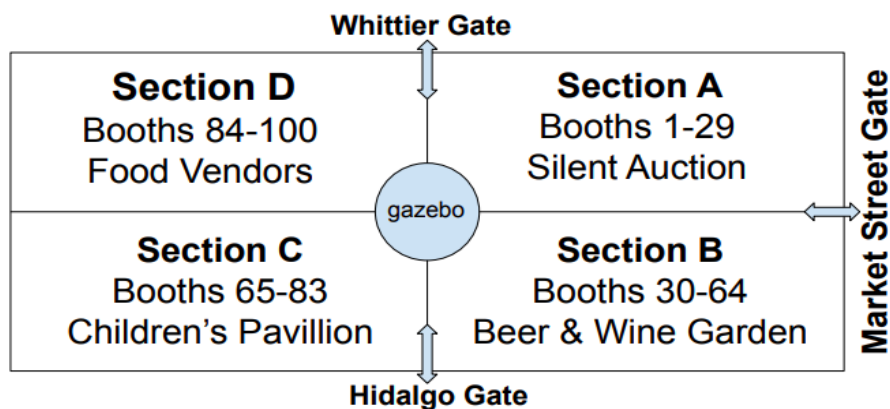 Whittier Gate
Section D
Booths 84-100
Food Vendors
Section A
Booths 1-29
Silent Auction
gazebo
Market Street Gate
Section C
Booths 65-83
Children's Pavillion
Section B
Booths 30-64
Beer & Wine Garden
Hidalgo Gate